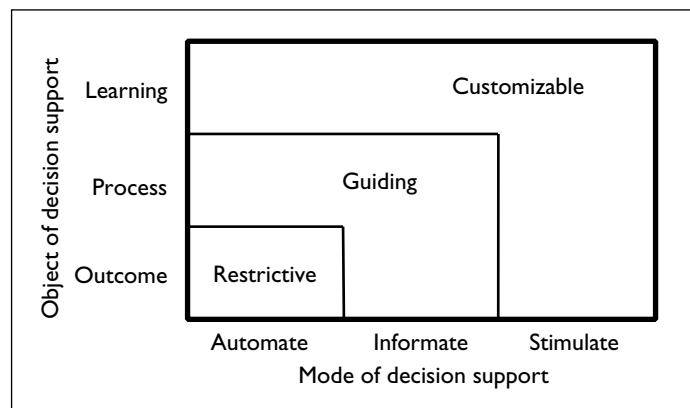 Object of decision support
Learning
Customizable
Process
Guiding
Outcome
Restrictive
Automate
Informate
Stimulate
Mode of decision support